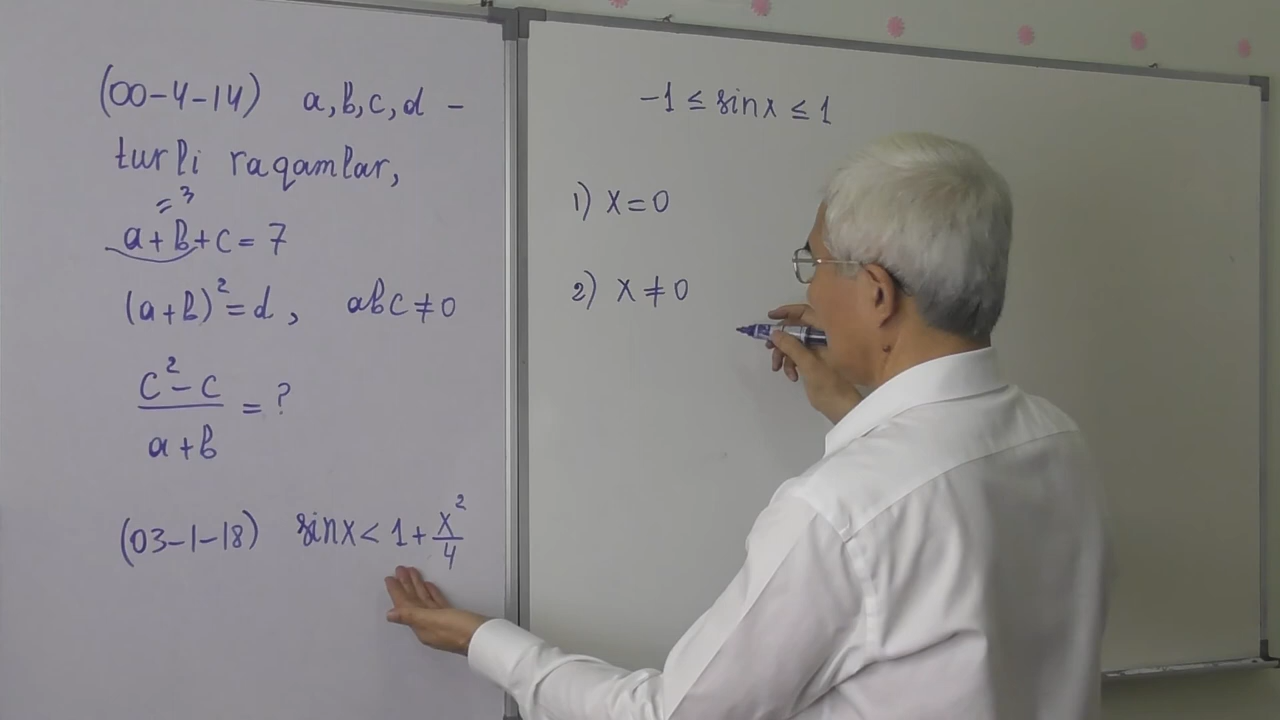 (00-4-14) a, b, c, d -
turli raqamlar,
= 3
a + b + c = 7
(a+b)² = d, abc ≠ 0
c² - c
a + b
= ?
(03-1-18) sinx < 1 + x²/4
-1 ≤ sinx ≤ 1
1) x = 0
2) x ≠ 0